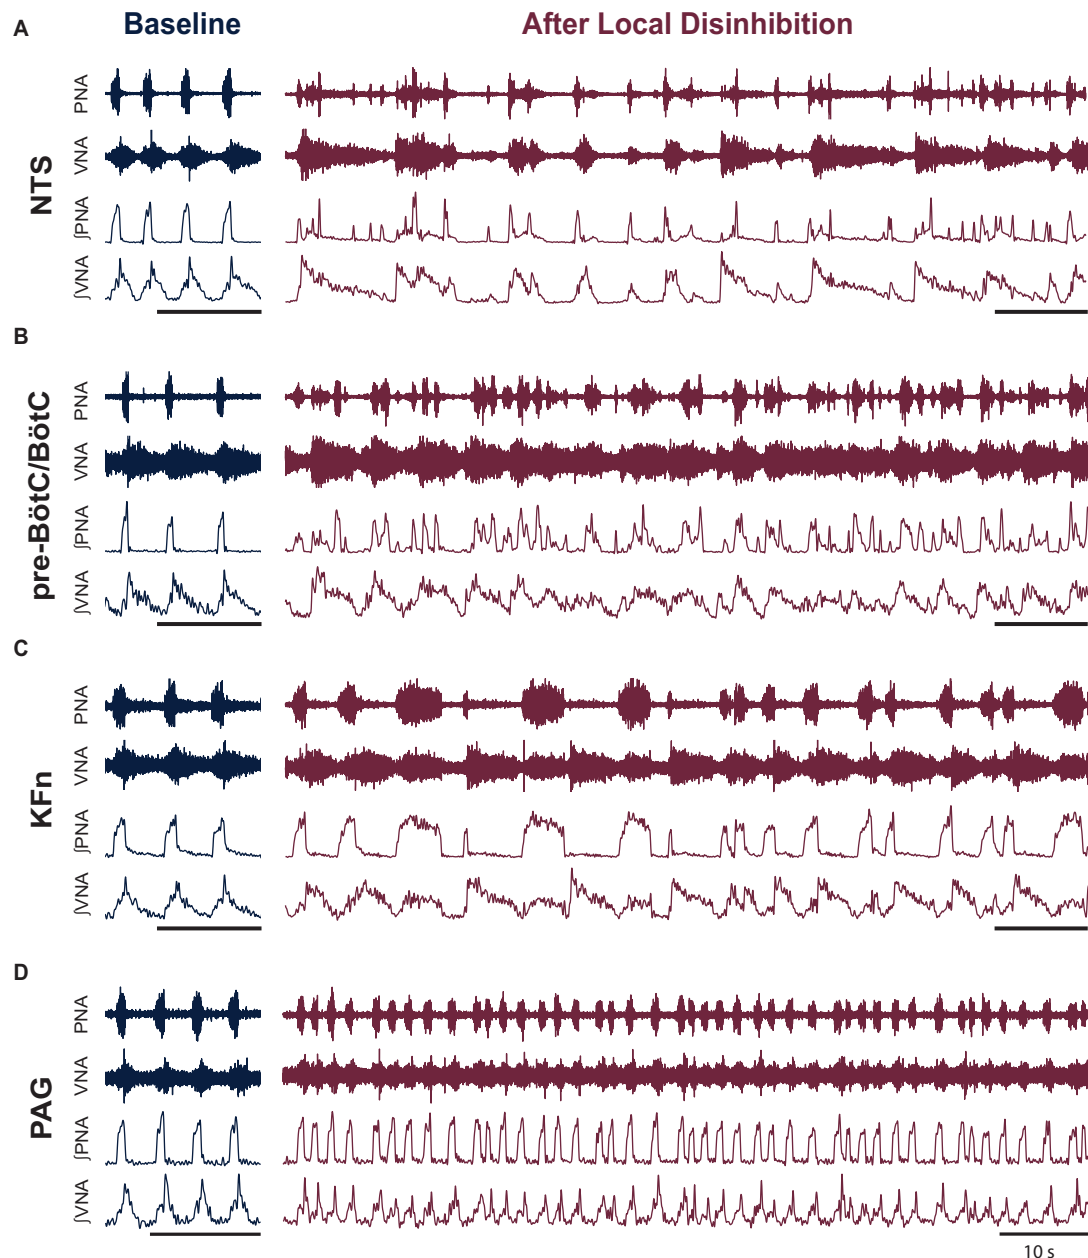 A
Baseline
After Local Disinhibition
NTS
PNA
VNA
∫PNA
∫VNA
B
pre-BötC/BötC
PNA
VNA
∫PNA
∫VNA
C
KFn
PNA
VNA
∫PNA
∫VNA
D
PAG
PNA
VNA
∫PNA
∫VNA
10 s